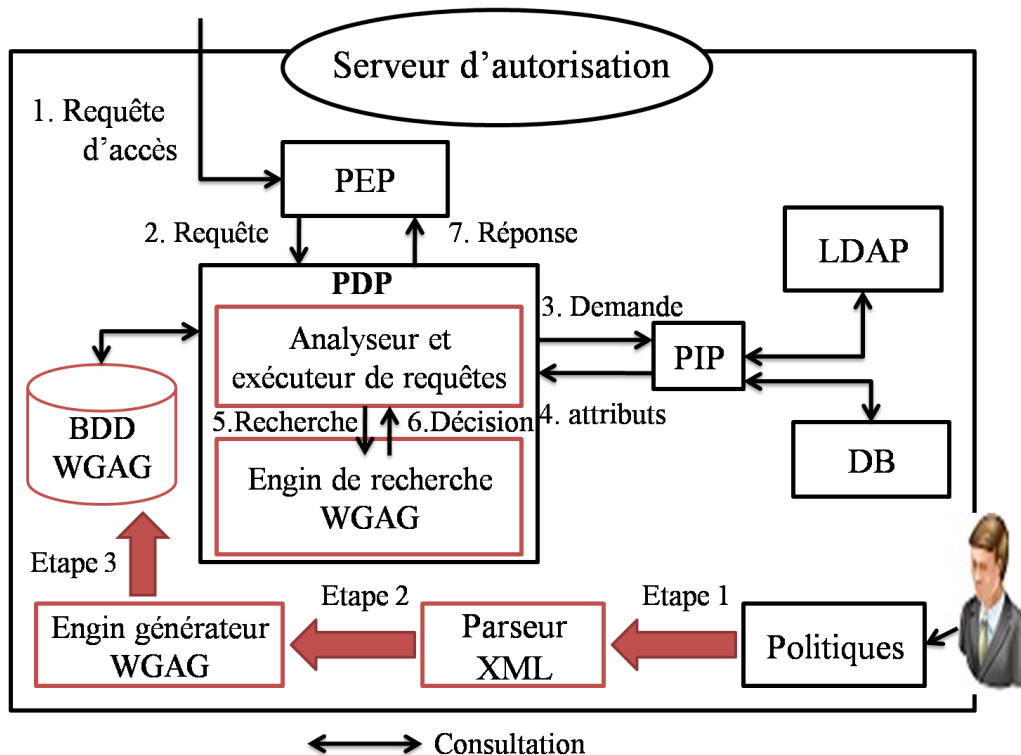 Serveur d’autorisation
1. Requête
d’accès
PEP
2. Requête
7. Réponse
LDAP
PDP
3. Demande
Analyseur et
exécuteur de requêtes
PIP
5.Recherche
6.Décision
4. attributs
BDD
WGAG
DB
Engin de recherche
WGAG
Etape 3
Etape 2
Etape 1
Engin générateur
WGAG
Parseur
XML
Politiques
Consultation